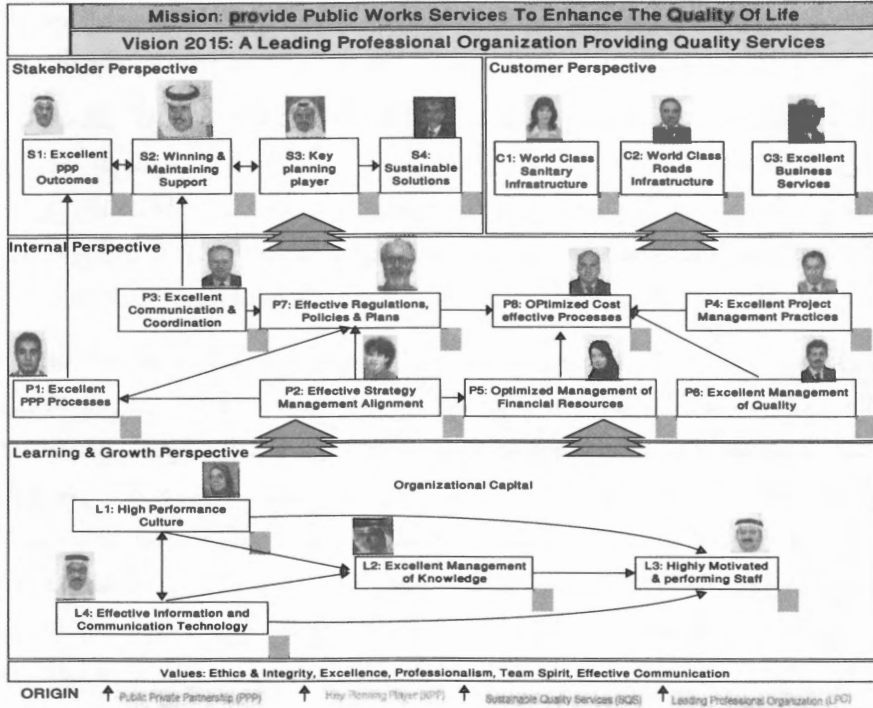 Mission: provide Public Works Services To Enhance The Quality Of Life
Vision 2015: A Leading Professional Organization Providing Quality Services
Stakeholder Perspective
Customer Perspective
S1: Excellent
ppp
Outcomes
S2: Winning &
Maintaining
Support
S3: Key
planning
player
S4:
Sustainable
Solutions
C1: World Class
Sanitary
Infrastructure
C2: World Class
Roads
Infrastructure
C3: Excellent
Business
Services
Internal Perspective
P3: Excellent
Communication &
Coordination
P7: Effective Regulations,
Policies & Plans
P8: OPtimized Cost
effective Processes
P4: Excellent Project
Management Practices
P1: Excellent
PPP Processes
P2: Effective Strategy
Management Alignment
P5: Optimized Management of
Financial Resources
P6: Excellent Management
of Quality
Learning & Growth Perspective
Organizational Capital
L1: High Performance
Culture
L2: Excellent Management
of Knowledge
L3: Highly Motivated
& performing Staff
L4: Effective Information and
Communication Technology
Values: Ethics & Integrity, Excellence, Professionalism, Team Spirit, Effective Communication
ORIGIN
Public Private Partnership (PPP)
Key Planning Player (KPP)
Sustainable Quality Services (SQS)
Leading Professional Organization (LPO)